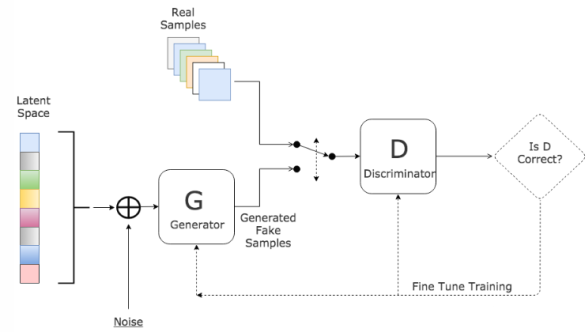 Real
Samples
Latent
Space
D
Discriminator
Is D
Correct?
G
Generator
Generated
Fake
Samples
Fine Tune Training
Noise